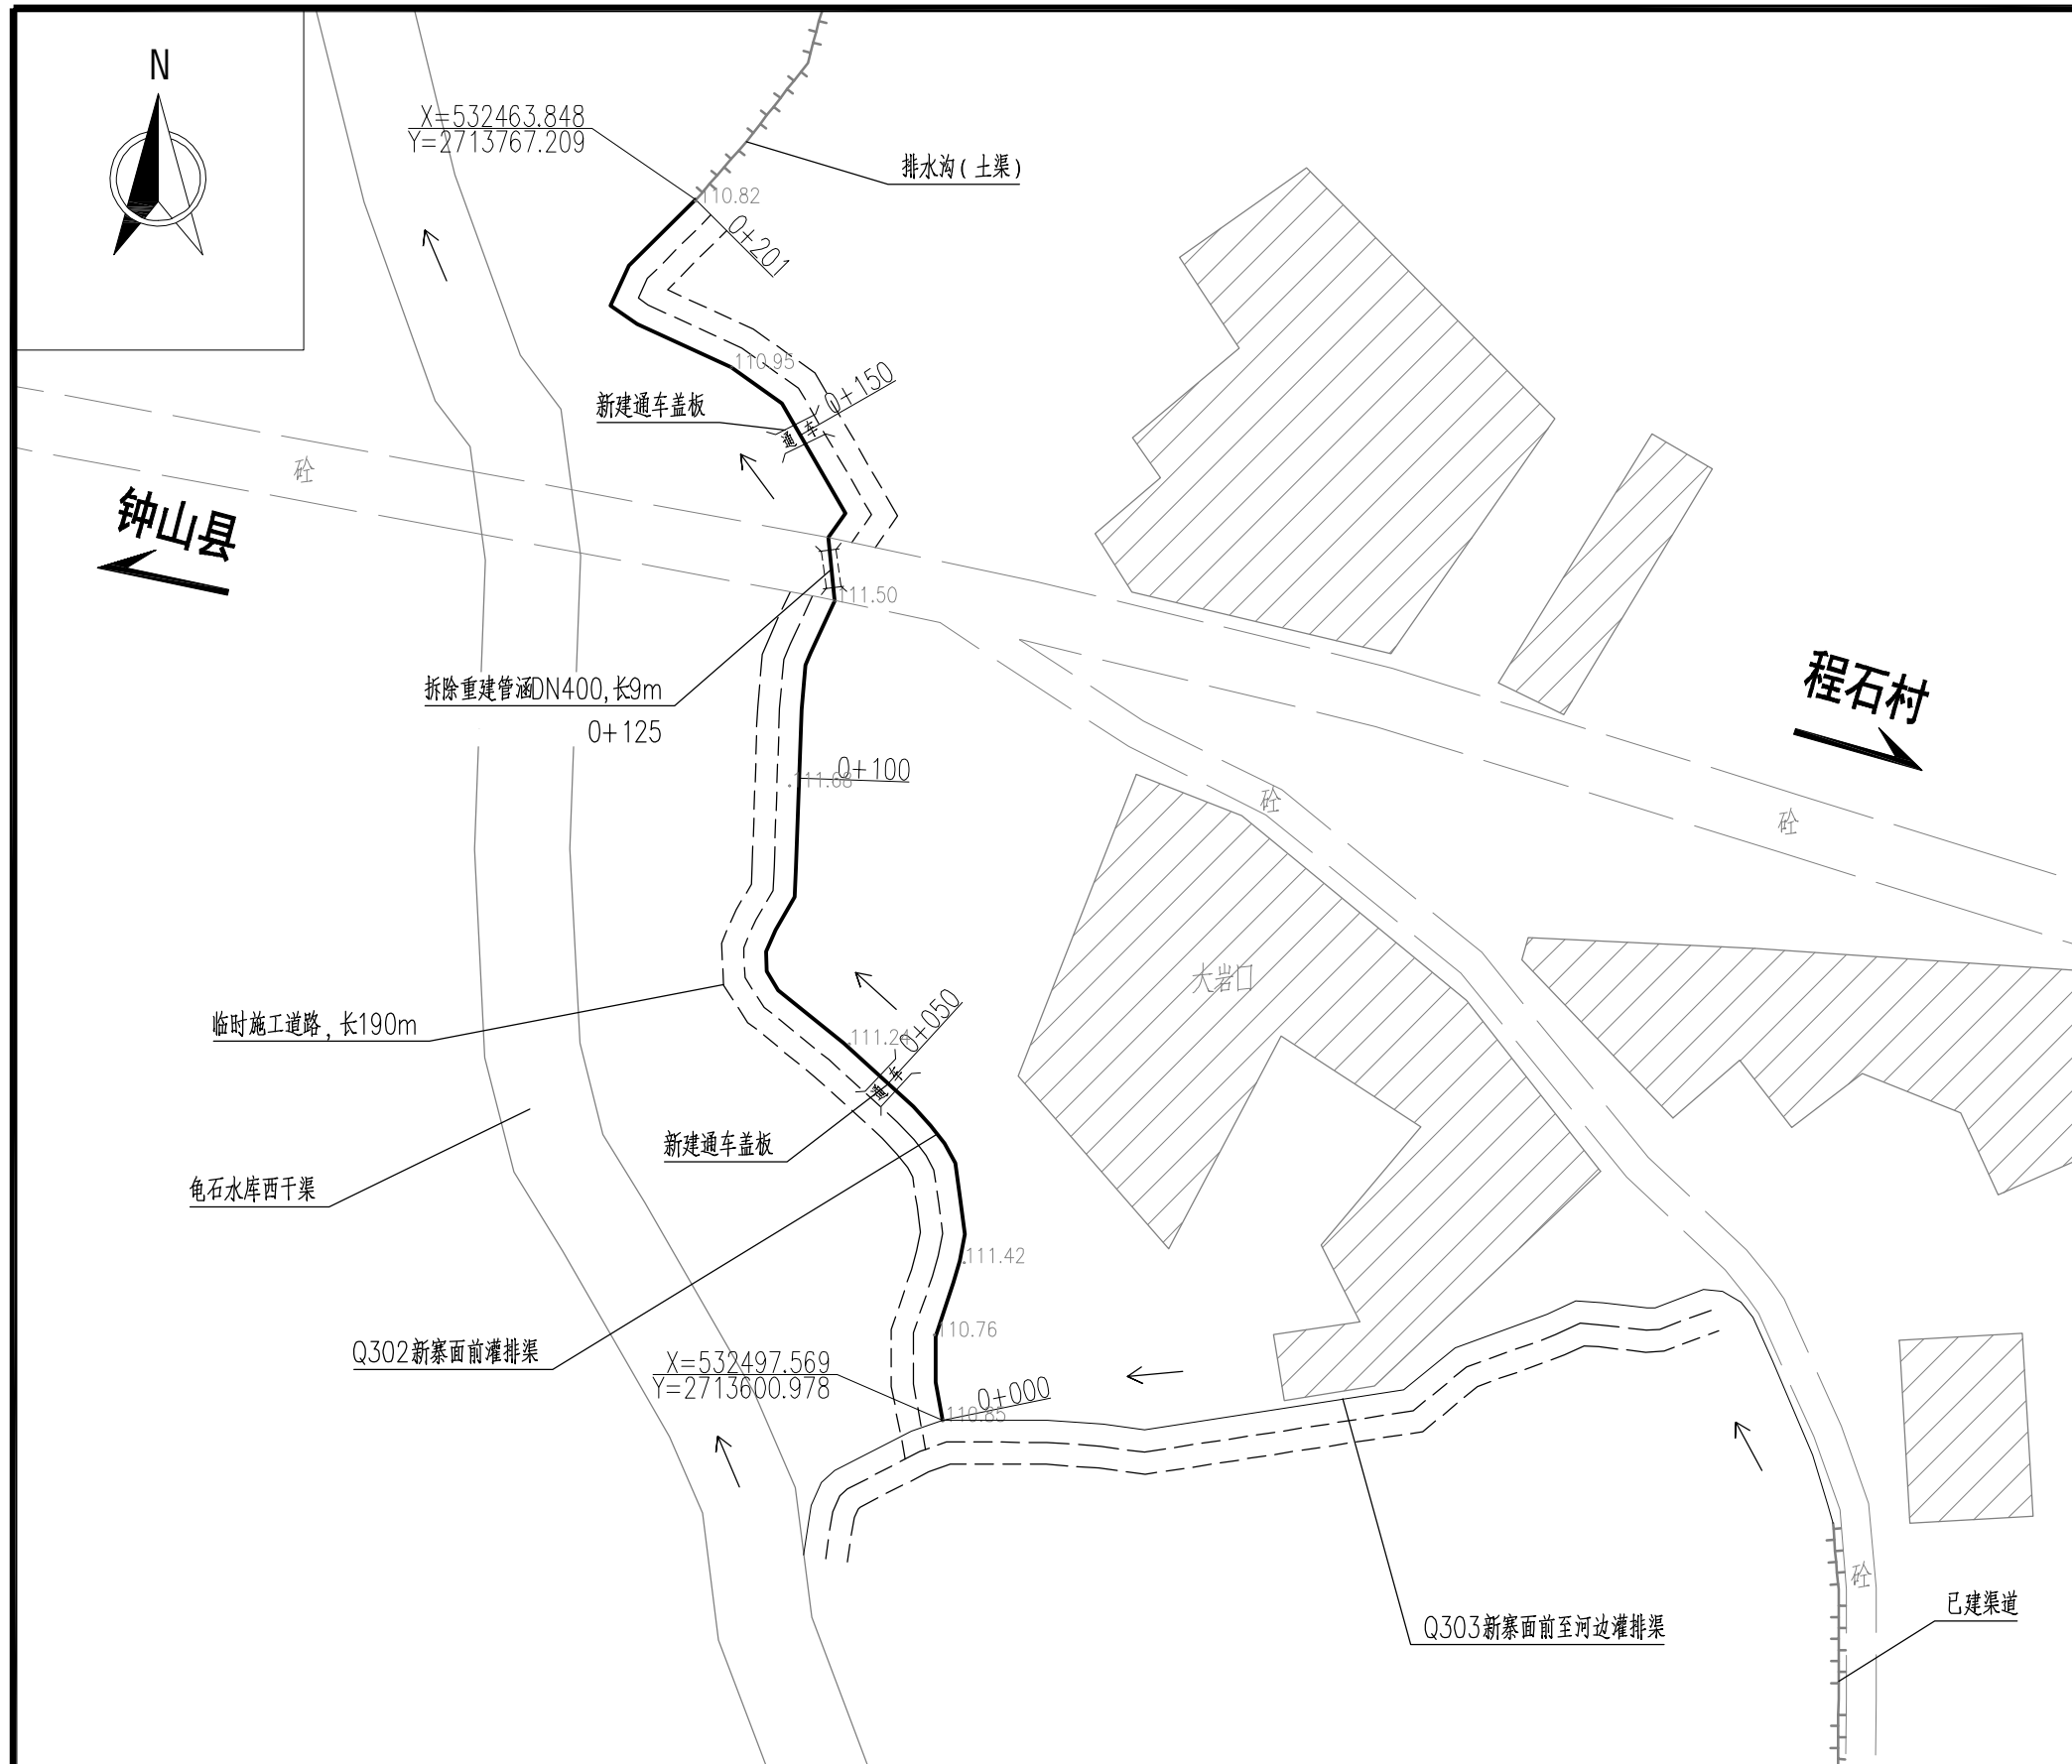 N
X=532463.848
Y=2713767.209
排水沟(土渠)
110.82
0+201
110.95
0+150
新建通车盖板
通车
砼
钟山县
111.50
程石村
拆除重建管涵DN400,长9m
0+125
0+100
111.08
砼
砼
大岩口
临时施工道路,长190m
0+050
111.24
通车
新建通车盖板
龟石水库西干渠
111.42
110.76
Q302新寨面前灌排渠
X=532497.569
Y=2713600.978
0+000
110.85
砼
已建渠道
Q303新寨面前至河边灌排渠